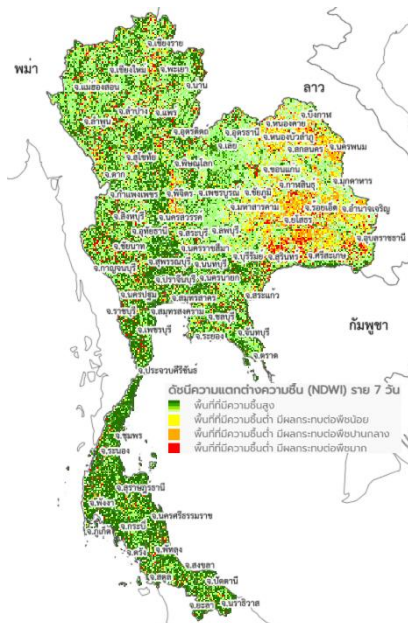 จ.เชียงราย
พม่า
จ.เชียงใหม่ จ.พะเยา
ลาว
จ.แม่ฮ่องสอน จ.น่าน
จ.บึงกาฬ
จ.ลำปาง จ.แพร่
จ.หนองคาย
จ.ลำพูน
จ.อุตรดิตถ์ จ.อุดรธานี จ.หนองบัวลำภู
จ.เลย จ.สกลนคร จ.นครพนม
จ.สุโขทัย
จ.พิษณุโลก
จ.ตาก จ.ขอนแก่น
จ.มุกดาหาร
จ.กำแพงเพชร จ.พิจิตร จ.เพชรบูรณ์ จ.ชัยภูมิ จ.กาฬสินธุ์
จ.มหาสารคาม จ.ร้อยเอ็ด จ.อำนาจเจริญ
จ.สิงห์บุรี จ.นครสวรรค์
จ.ยโสธร
จ.อุทัยธานี จ.สระบุรี จ.ลพบุรี
จ.อุบลราชธานี
จ.ชัยนาท จ.นครราชสีมา
จ.บุรีรัมย์ จ.สุรินทร์ จ.ศรีสะเกษ
จ.สุพรรณบุรี จ.นนทบุรี
จ.กาญจนบุรี จ.ปราจีนบุรี จ.นครนายก
จ.นครปฐม จ.สมุทรสาคร จ.สระแก้ว
จ.ราชบุรี จ.สมุทรสงคราม
จ.ชลบุรี
กัมพูชา
จ.เพชรบุรี จ.ระยอง จ.จันทบุรี
จ.ตราด
จ.ประจวบคีรีขันธ์
ดัชนีความแตกต่างความชื้น (NDWI) ราย 7 วัน
พื้นที่ที่มีความชื้นสูง
พื้นที่ที่มีความชื้นต่ำ มีผลกระทบต่อพืชน้อย
พื้นที่ที่มีความชื้นต่ำ มีผลกระทบต่อพืชปานกลาง
พื้นที่ที่มีความชื้นต่ำ มีผลกระทบต่อพืชมาก
จ.ชุมพร
จ.ระนอง
จ.สุราษฎร์ธานี
จ.พังงา
จ.นครศรีธรรมราช
จ.ภูเก็ต จ.กระบี่
จ.ตรัง จ.พัทลุง
จ.สงขลา
จ.สตูล จ.ปัตตานี
จ.ยะลา จ.นราธิวาส